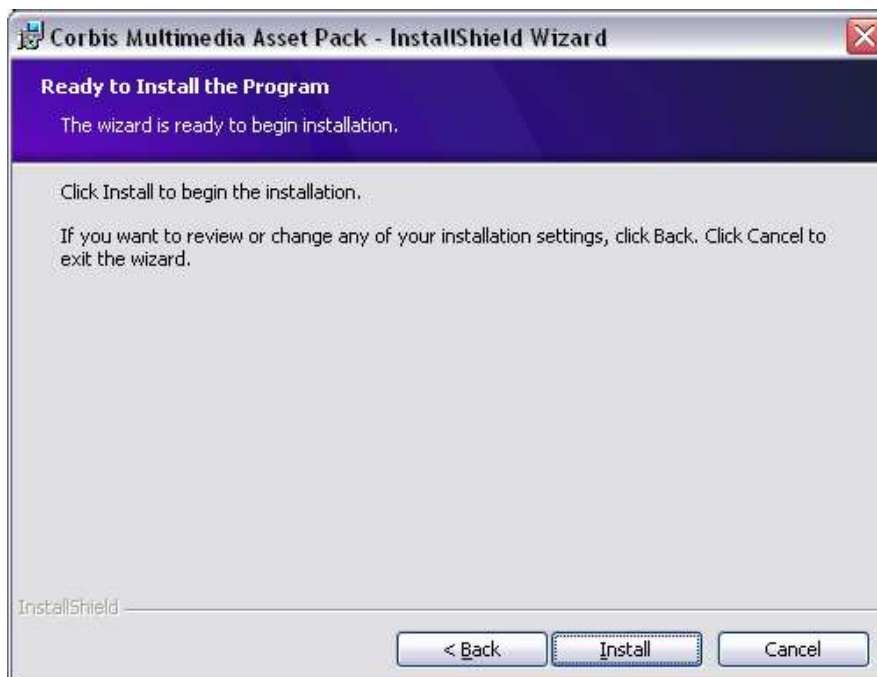 Corbis Multimedia Asset Pack - InstallShield Wizard
Ready to Install the Program
The wizard is ready to begin installation.
Click Install to begin the installation.
If you want to review or change any of your installation settings, click Back. Click Cancel to
exit the wizard.
InstallShield
< Back
Install
Cancel